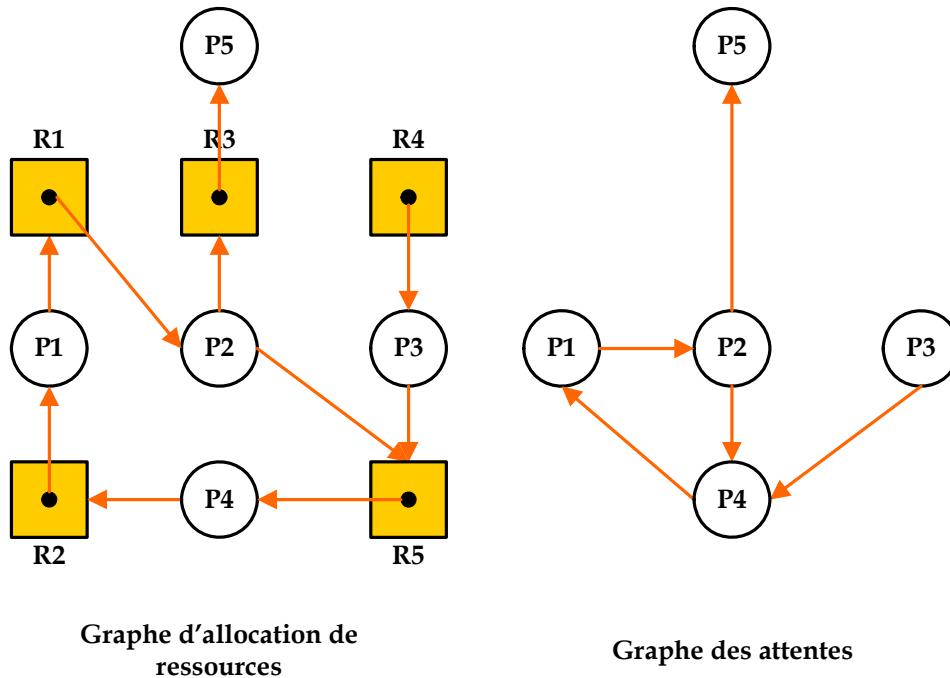 P5
P5
R1
R3
R4
P1
P2
P3
P1
P2
P3
P4
P4
R2
R5
Graphe d’allocation de
ressources
Graphe des attentes